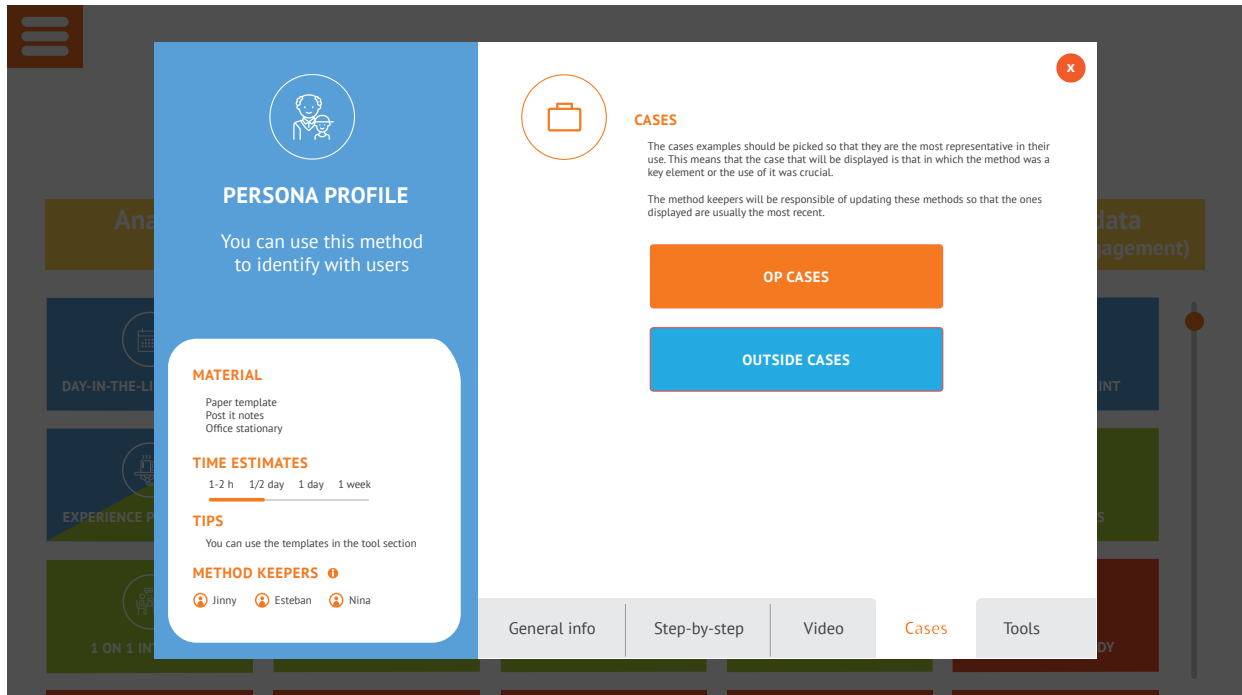 x
PERSONA PROFILE
You can use this method
to identify with users
MATERIAL
Paper template
Post it notes
Office stationary
TIME ESTIMATES
1-2 h 1/2 day 1 day 1 week
TIPS
You can use the templates in the tool section
METHOD KEEPERS
Jinny Esteban Nina
CASES
The cases examples should be picked so that they are the most representative in their
use. This means that the case that will be displayed is that in which the method was a
key element or the use of it was crucial.
The method keepers will be responsible of updating these methods so that the ones
displayed are usually the most recent.
OP CASES
OUTSIDE CASES
General info Step-by-step Video Cases Tools
Ana
data
agement)
DAY-IN-THE-LI
INT
EXPERIENCE P
S
1 ON 1 IN
DY